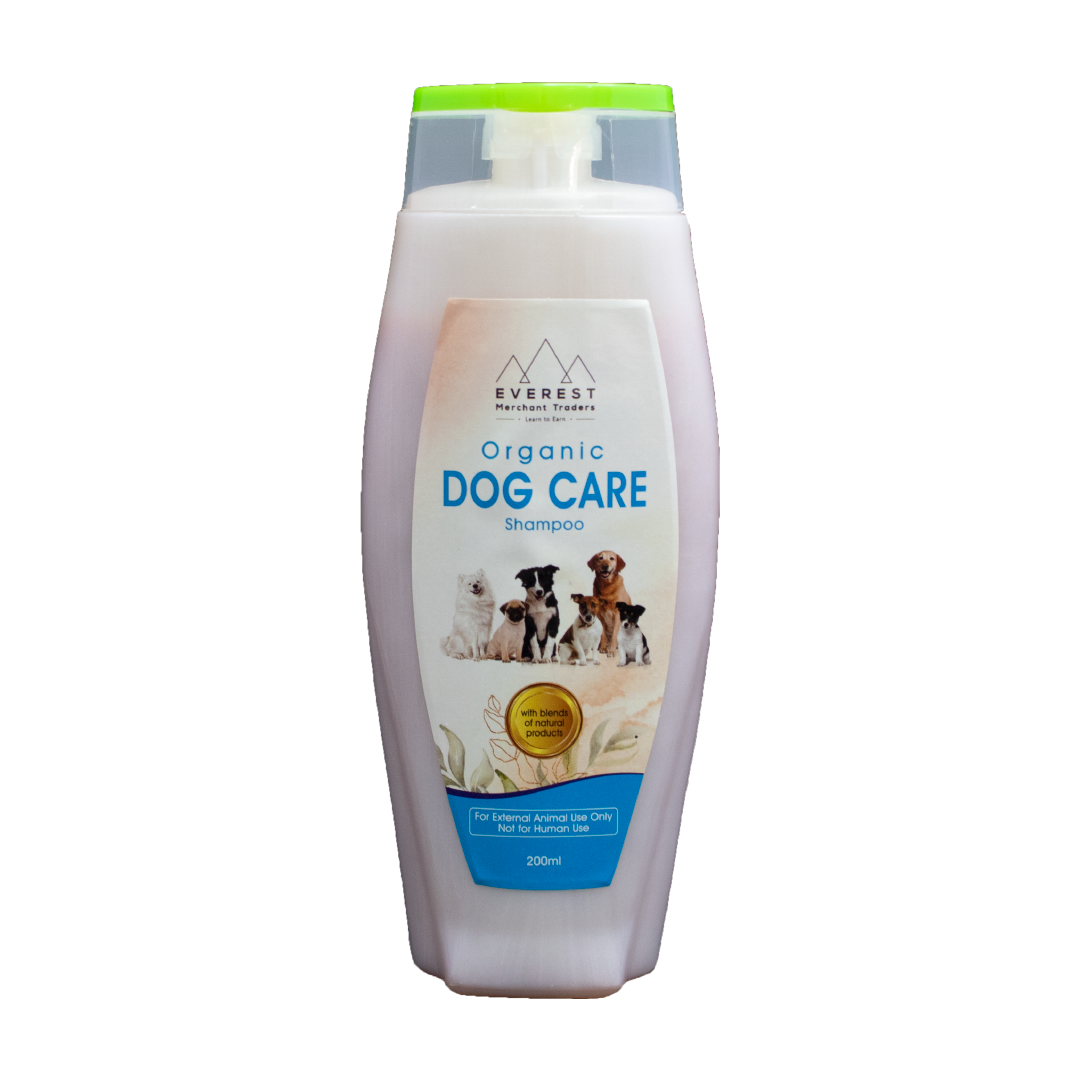 EVEREST
Merchant Traders
- Learn to Earn -
Organic
DOG CARE
Shampoo
with blends
of natural
products
For External Animal Use Only
Not for Human Use
200ml